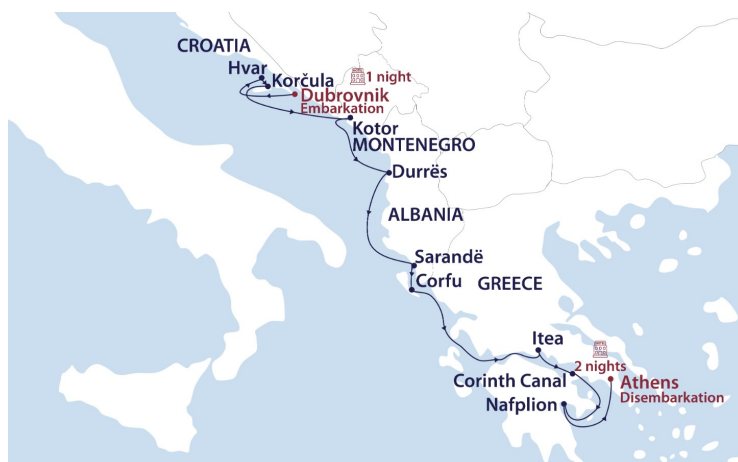 CROATIA
Hvar
Korčula
1 night
Dubrovnik
Embarkation
Kotor
MONTENEGRO
Durrës
ALBANIA
Sarandë
Corfu
GREECE
Itea
2 nights
Corinth Canal
Athens
Disembarkation
Nafplion